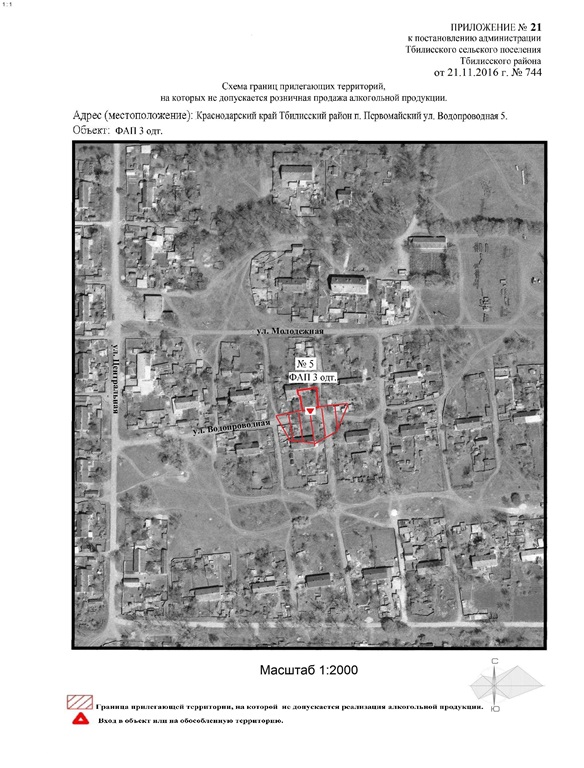 1:1
ПРИЛОЖЕНИЕ № 21
к постановлению администрации
Тбилисского сельского поселения
Тбилисского района
от 21.11.2016 г. № 744
Схема границ прилегающих территорий,
на которых не допускается розничная продажа алкогольной продукции.
Адрес (местоположение): Краснодарский край Тбилисский район п. Первомайский ул. Водопроводная 5.
Объект: ФАП 3 одт.
ул. Молодежная
ул. Центральная
№ 5
ФАП 3 одт.
ул. Водопроводная
Масштаб 1:2000
С
Ю
Граница прилегающей территории, на которой не допускается реализация алкогольной продукции.
Вход в объект или на обособленную территорию.